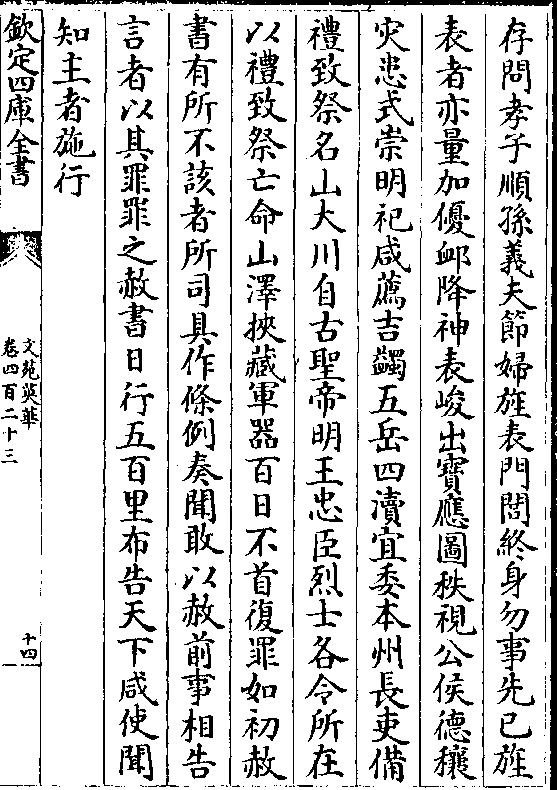 存問孝子順孫義夫節婦旌表門閭終身勿事先已旌
表者亦量加優䘏降神表峻出寳應圖秩視公侯德穰
災患式崇明祀咸薦吉蠲五岳四瀆宜委本州長吏備
禮致祭名山大川自古聖帝明王忠臣烈士各令所在
以禮致祭亡命山澤挾藏軍器百日不首復罪如初赦
書有所不該者所司具作條例奏聞敢以赦前事相告
言者以其罪罪之赦書日行五百里布告天下咸使聞
知主者施行
欽定四庫全書
文苑英華
卷四百二十三
十四